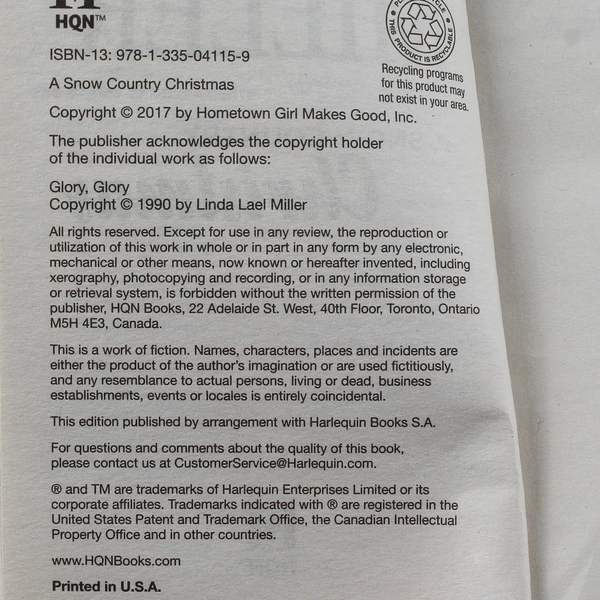 HQN™
PLEASE RECYCLE
THIS PRODUCT IS RECYCLABLE
Recycling programs
for this product may
not exist in your area.
ISBN-13: 978-1-335-04115-9
A Snow Country Christmas
Copyright © 2017 by Hometown Girl Makes Good, Inc.
The publisher acknowledges the copyright holder
of the individual work as follows:
Glory, Glory
Copyright © 1990 by Linda Lael Miller
All rights reserved. Except for use in any review, the reproduction or
utilization of this work in whole or in part in any form by any electronic,
mechanical or other means, now known or hereafter invented, including
xerography, photocopying and recording, or in any information storage
or retrieval system, is forbidden without the written permission of the
publisher, HQN Books, 22 Adelaide St. West, 40th Floor, Toronto, Ontario
M5H 4E3, Canada.
This is a work of fiction. Names, characters, places and incidents are
either the product of the author's imagination or are used fictitiously,
and any resemblance to actual persons, living or dead, business
establishments, events or locales is entirely coincidental.
This edition published by arrangement with Harlequin Books S.A.
For questions and comments about the quality of this book,
please contact us at CustomerService@Harlequin.com.
® and TM are trademarks of Harlequin Enterprises Limited or its
corporate affiliates. Trademarks indicated with ® are registered in the
United States Patent and Trademark Office, the Canadian Intellectual
Property Office and in other countries.
www.HQNBooks.com
Printed in U.S.A.